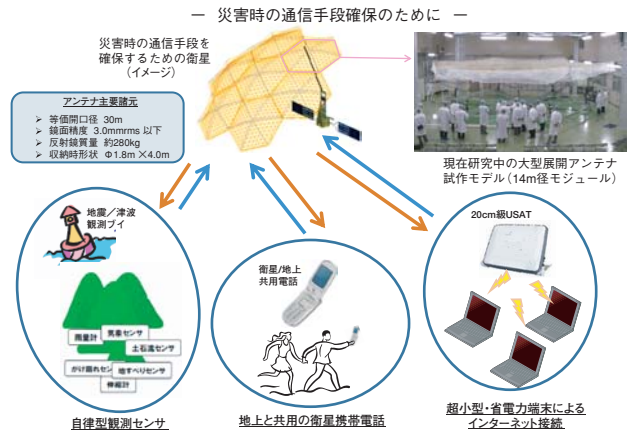 ― 災害時の通信手段確保のために ―
災害時の通信手段を
確保するための衛星
（イメージ）
アンテナ主要諸元
➢ 等価開口径 30m
➢ 鏡面精度 3.0mmrms 以下
➢ 反射鏡質量 約280kg
➢ 収納時形状 Φ1.8m ×4.0m
現在研究中の大型展開アンテナ
試作モデル（14m径モジュール）
地震／津波
観測ブイ
雨量計
気象センサ
土石流センサ
がけ崩れセン
地すべりセンサ
伸縮計
自律型観測センサ
衛星/地上
共用電話
地上と共用の衛星携帯電話
20cm級USAT
超小型・省電力端末による
インターネット接続